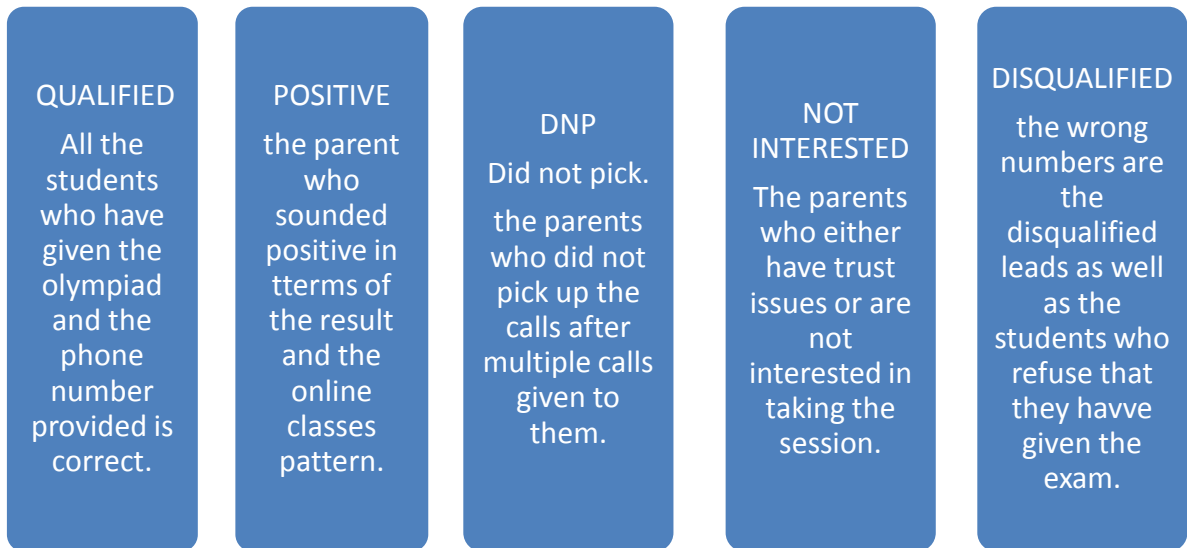 QUALIFIED
All the
students
who have
given the
olympiad
and the
phone
number
provided is
correct.
POSITIVE
the parent
who
sounded
positive in
tterms of
the result
and the
online
classes
pattern.
DNP
Did not pick.
the parents
who did not
pick up the
calls after
multiple calls
given to
them.
NOT
INTERESTED
The parents
who either
have trust
issues or are
not
interested in
taking the
session.
DISQUALIFIED
the wrong
numbers are
the
disqualified
leads as well
as the
students who
refuse that
they havve
given the
exam.